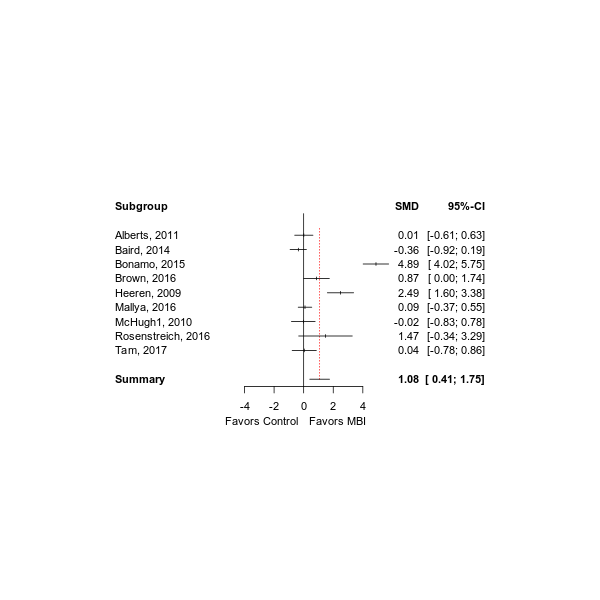 Subgroup SMD 95%-CI
Alberts, 2011 0.01 [-0.61; 0.63]
Baird, 2014 -0.36 [-0.92; 0.19]
Bonamo, 2015 4.89 [ 4.02; 5.75]
Brown, 2016 0.87 [ 0.00; 1.74]
Heeren, 2009 2.49 [ 1.60; 3.38]
Mallya, 2016 0.09 [-0.37; 0.55]
McHugh1, 2010 -0.02 [-0.83; 0.78]
Rosenstreich, 2016 1.47 [-0.34; 3.29]
Tam, 2017 0.04 [-0.78; 0.86]
Summary 1.08 [ 0.41; 1.75]
-4 -2 0 2 4
Favors Control Favors MBI